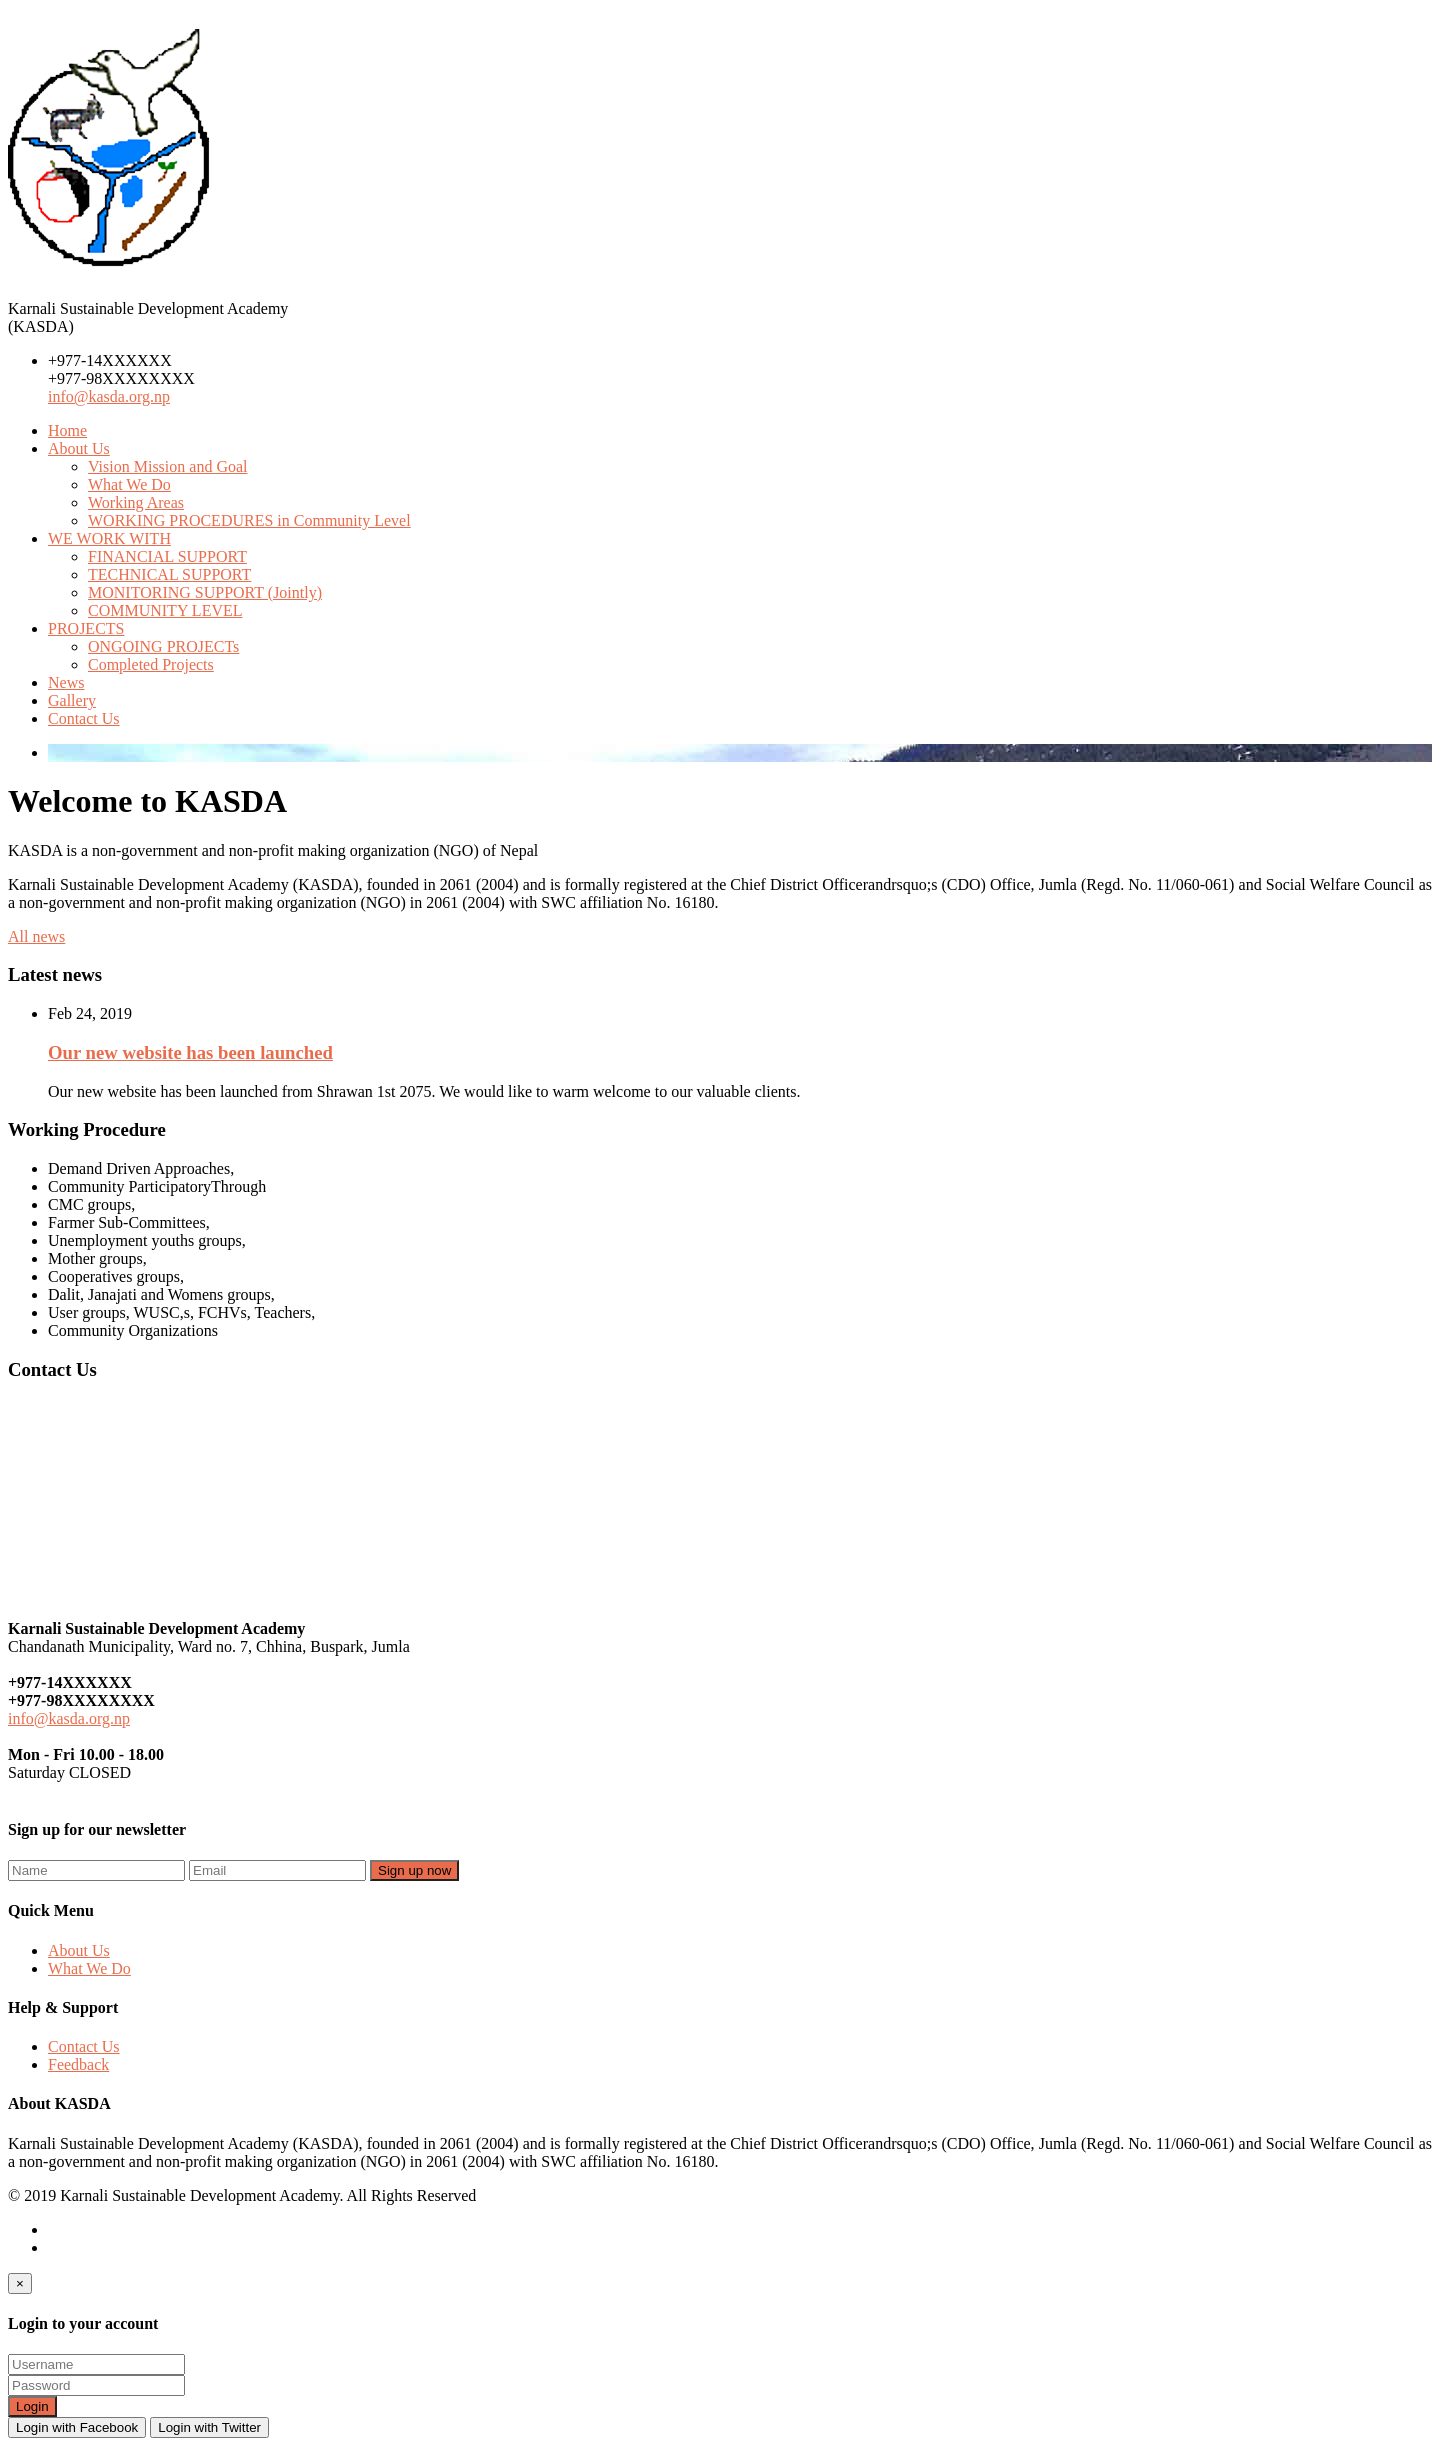 Karnali Sustainable Development Academy
(KASDA)
+977-14XXXXXX
+977-98XXXXXXXX
info@kasda.org.np
Home
About Us
Vision Mission and Goal
What We Do
Working Areas
WORKING PROCEDURES in Community Level
WE WORK WITH
FINANCIAL SUPPORT
TECHNICAL SUPPORT
MONITORING SUPPORT (Jointly)
COMMUNITY LEVEL
PROJECTS
ONGOING PROJECTs
Completed Projects
News
Gallery
Contact Us
Welcome to KASDA
KASDA is a non-government and non-profit making organization (NGO) of Nepal
Karnali Sustainable Development Academy (KASDA), founded in 2061 (2004) and is formally registered at the Chief District Officerandrsquo;s (CDO) Office, Jumla (Regd. No. 11/060-061) and Social Welfare Council as
a non-government and non-profit making organization (NGO) in 2061 (2004) with SWC affiliation No. 16180.
All news
Latest news
Feb 24, 2019
Our new website has been launched
Our new website has been launched from Shrawan 1st 2075. We would like to warm welcome to our valuable clients.
Working Procedure
Demand Driven Approaches,
Community ParticipatoryThrough
CMC groups,
Farmer Sub-Committees,
Unemployment youths groups,
Mother groups,
Cooperatives groups,
Dalit, Janajati and Womens groups,
User groups, WUSC,s, FCHVs, Teachers,
Community Organizations
Contact Us
Karnali Sustainable Development Academy
Chandanath Municipality, Ward no. 7, Chhina, Buspark, Jumla
+977-14XXXXXX
+977-98XXXXXXXX
info@kasda.org.np
Mon - Fri 10.00 - 18.00
Saturday CLOSED
Sign up for our newsletter
Name Email Sign up now
Quick Menu
About Us
What We Do
Help & Support
Contact Us
Feedback
About KASDA
Karnali Sustainable Development Academy (KASDA), founded in 2061 (2004) and is formally registered at the Chief District Officerandrsquo;s (CDO) Office, Jumla (Regd. No. 11/060-061) and Social Welfare Council as
a non-government and non-profit making organization (NGO) in 2061 (2004) with SWC affiliation No. 16180.
© 2019 Karnali Sustainable Development Academy. All Rights Reserved
×
Login to your account
Username
Password
Login
Login with Facebook Login with Twitter